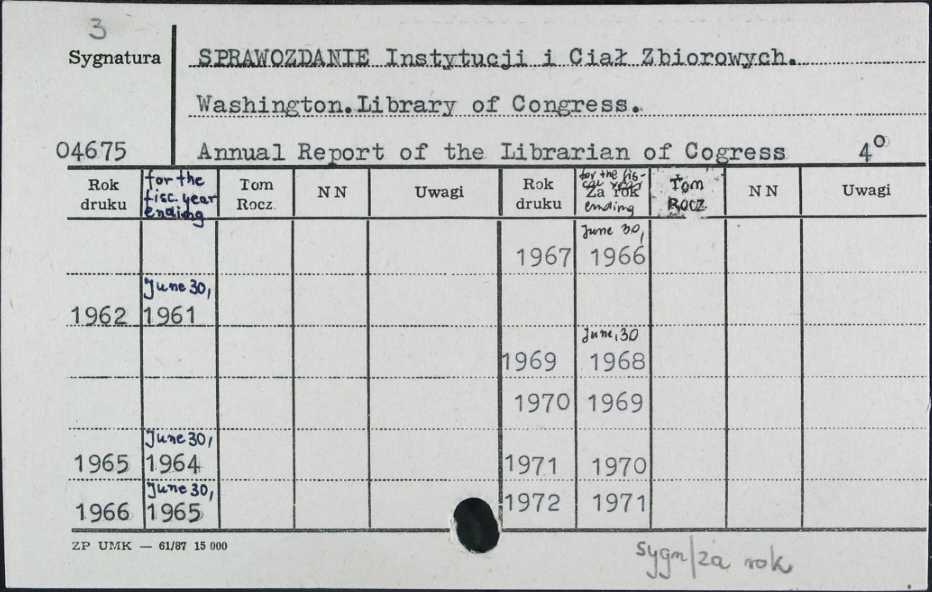 3
Sygnatura
SPRAWOZDANIE Instytucji i Ciał Zbiorowych.
Washington.Library of Congress.
04675 Annual Report of the Librarian of Cogress 4º
Rok druku for the fisc. year ending Tom Rocz. N N Uwagi Rok druku for the fis- cal year Za rok ending Tom Rocz N N Uwagi
1967 June 30, 1966
1962 June 30, 1961
1969 June, 30 1968
1970 1969
1965 June 30, 1964 1971 1970
1966 June 30, 1965 1972 1971
ZP UMK — 61/87 15 000
sygn/za rok